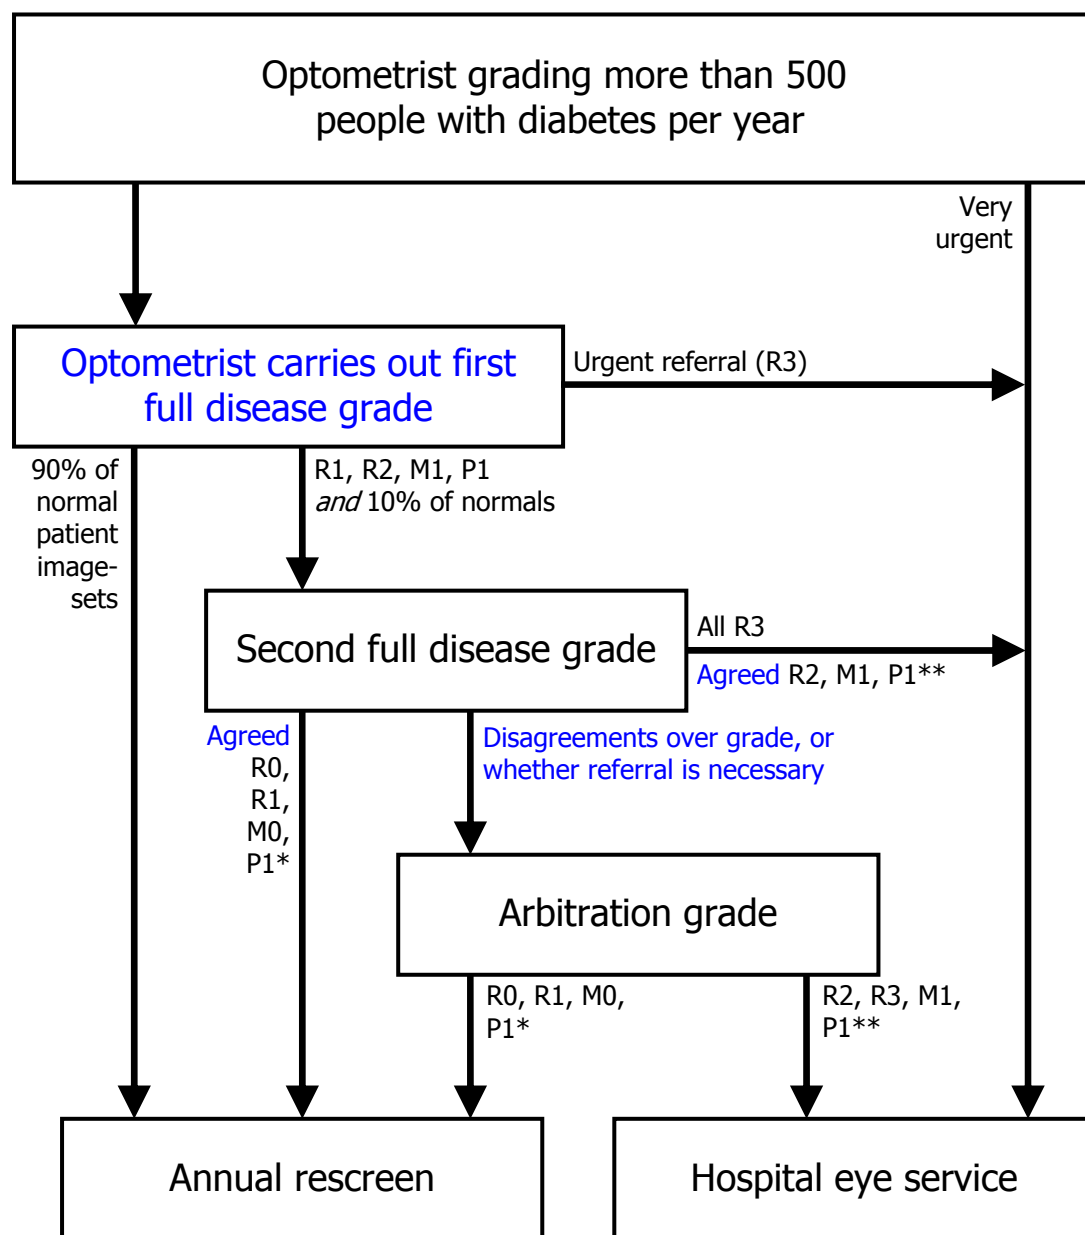 Optometrist grading more than 500
people with diabetes per year
Very
urgent
Optometrist carries out first
full disease grade
Urgent referral (R3)
90% of
normal
patient
image-
sets
R1, R2, M1, P1
and 10% of normals
Second full disease grade
All R3
Agreed R2, M1, P1**
Agreed
R0,
R1,
M0,
P1*
Disagreements over grade, or
whether referral is necessary
Arbitration grade
R0, R1, M0,
P1*
R2, R3, M1,
P1**
Annual rescreen
Hospital eye service